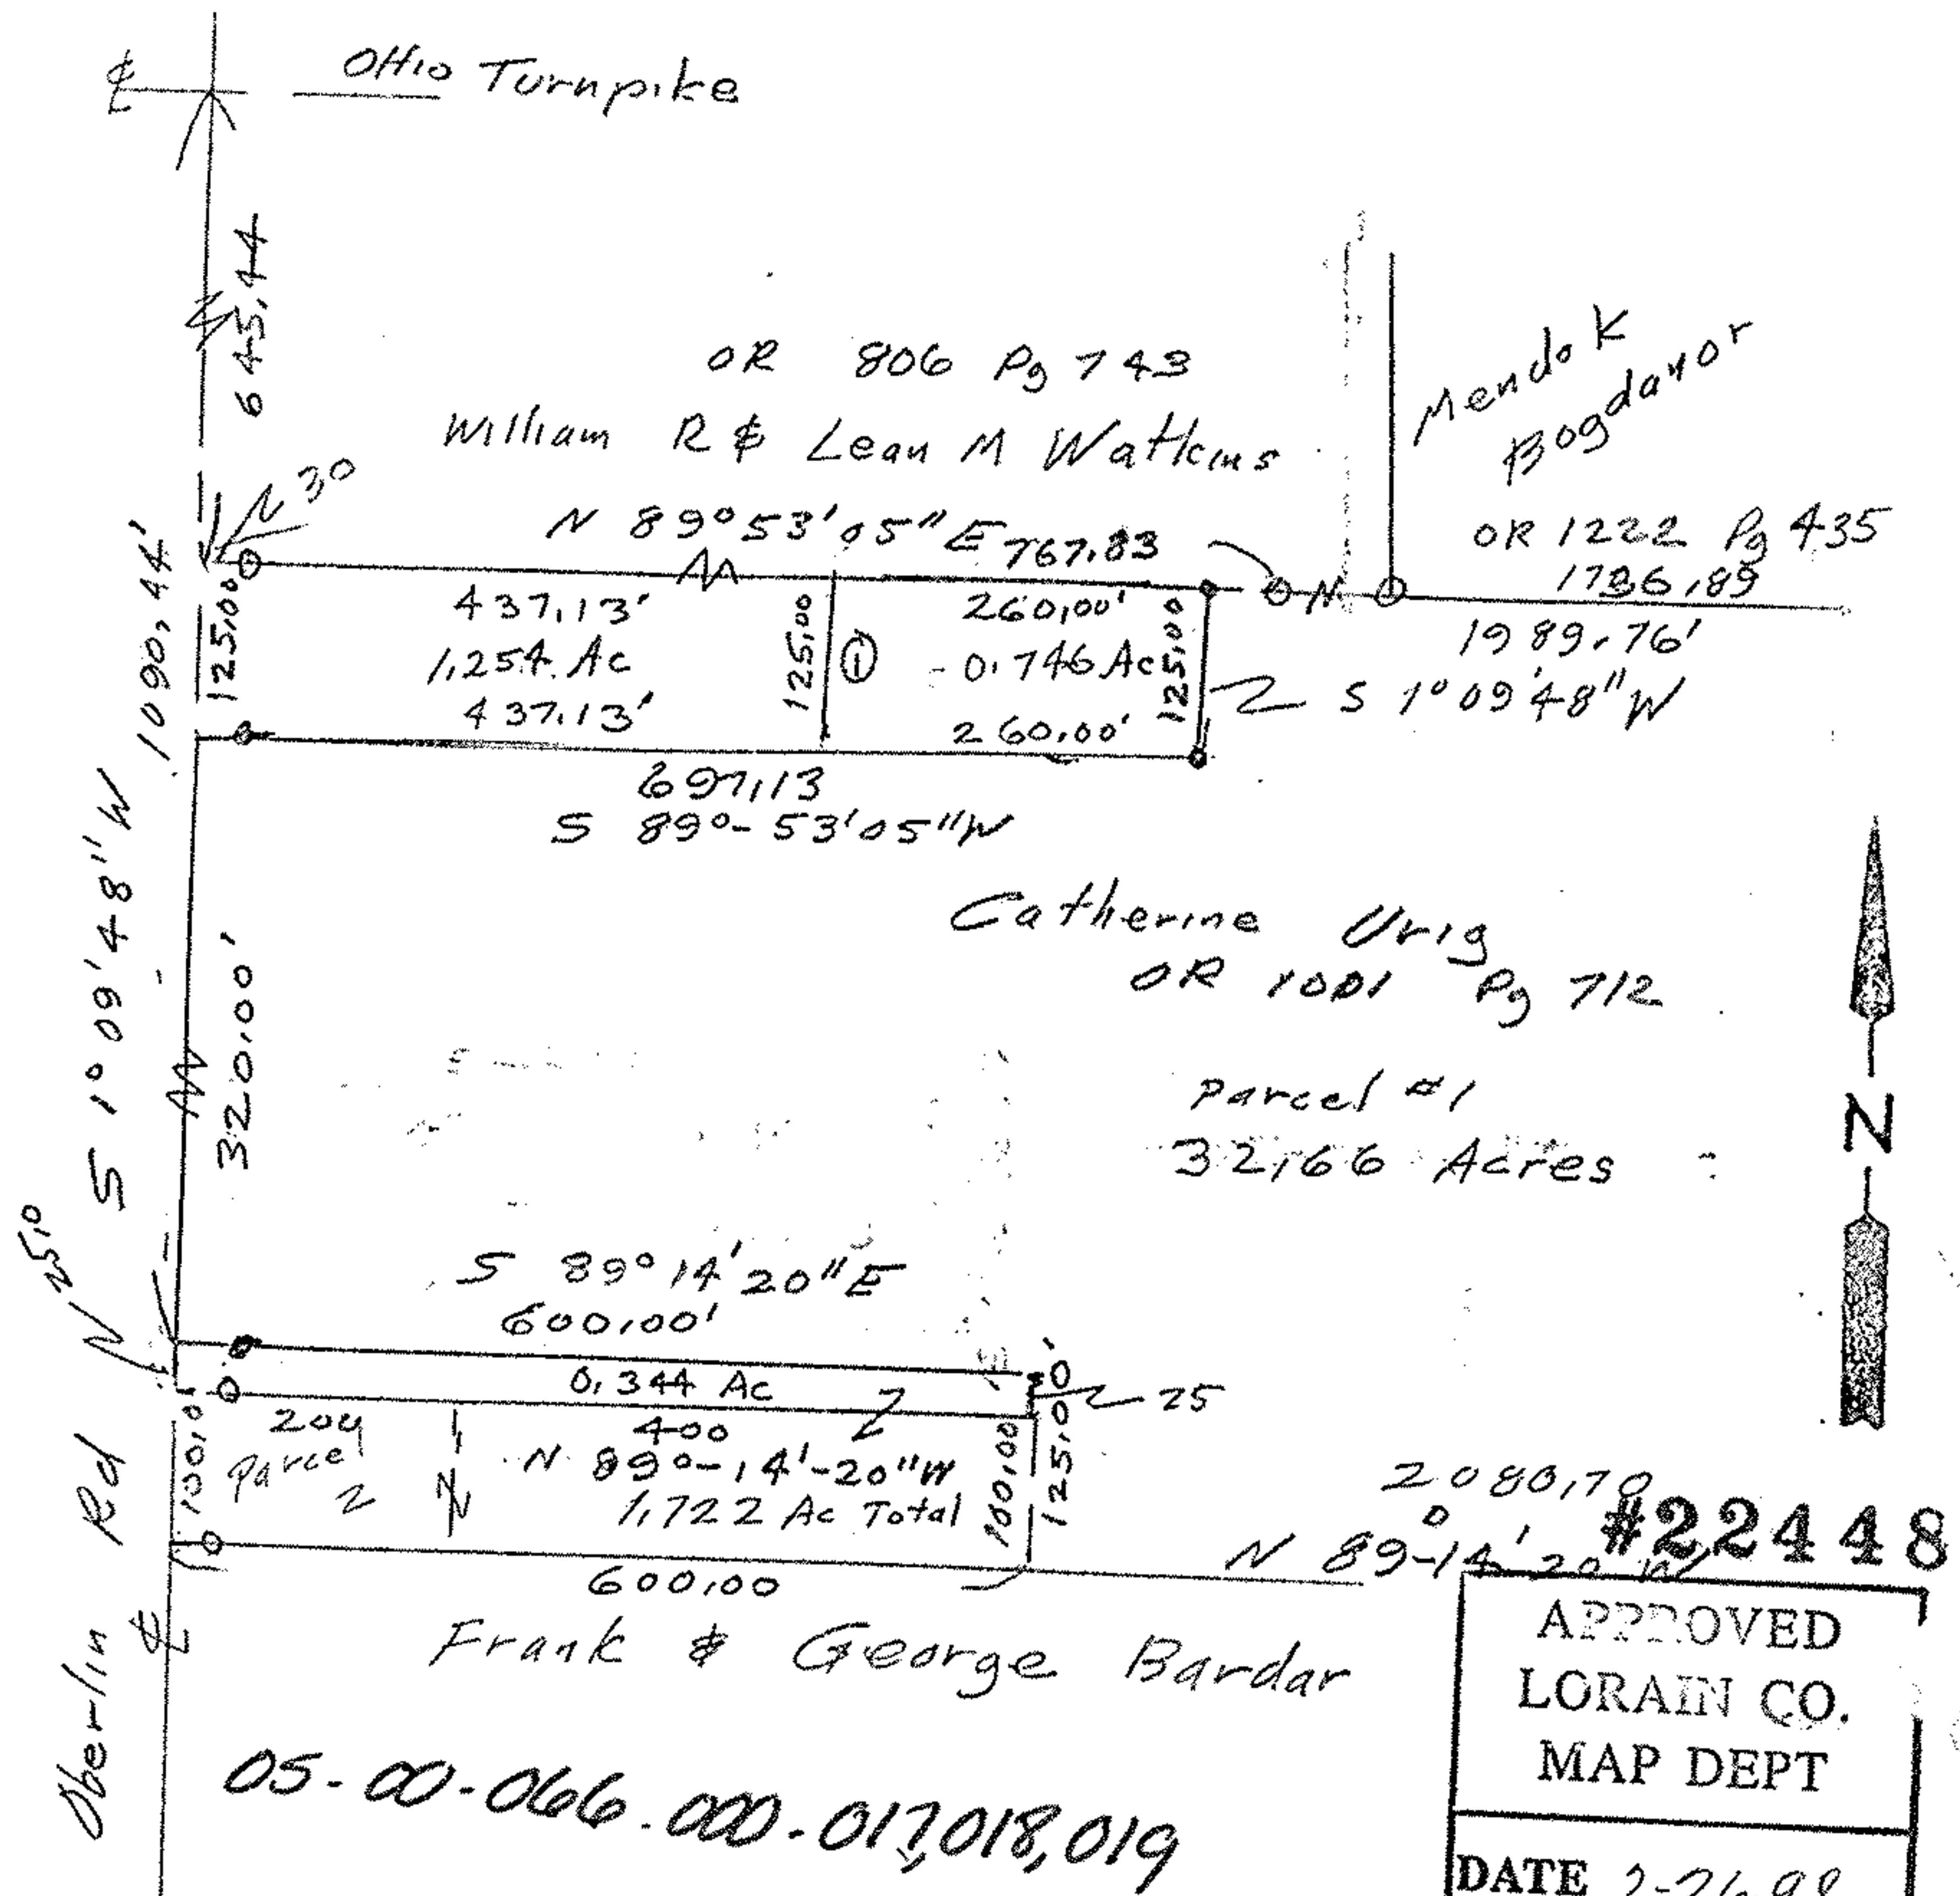 OHio Turnpike
645.44
OR 806 Pg 743
William R & Lean M Watkins
Mendok
Bogdanor
30
N 89°53'05"E 767.83
OR 1222 Pg 435
1736.89
1090.44'
125.00
437.13'
1.254 Ac
437.13'
125.00
1
260.00'
0.746 Ac
260.00'
125.00
1989.76'
S 1°09'48"W
697.13
S 89°-53'05"W
S 1°09'48"W
320.00'
Catherine Urig
OR 1001 Pg 712
Parcel #1
32.66 Acres
N
25.0
S 89°14'20"E
600.00'
0.344 Ac
25
100.0
200
Parcel
2
400
N 89°-14'-20"W
1.722 Ac Total
100.00
125.00'
2080.70
#22448
N 89°-14'-20"W
600.00
Frank & George Bardar
Oberlin Rd
05-00-066-000-017,018,019
APPROVED
LORAIN CO.
MAP DEPT
DATE 2-26-98